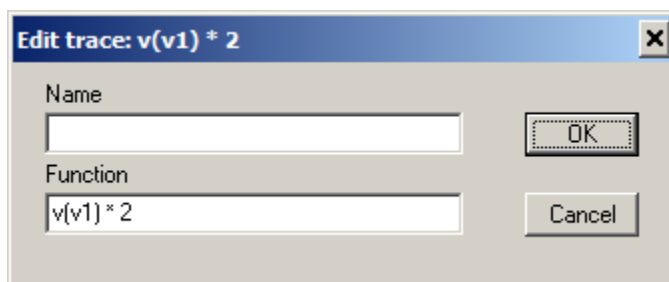 Edit trace: v(v1) * 2
Name
OK
Function
v(v1) * 2
Cancel